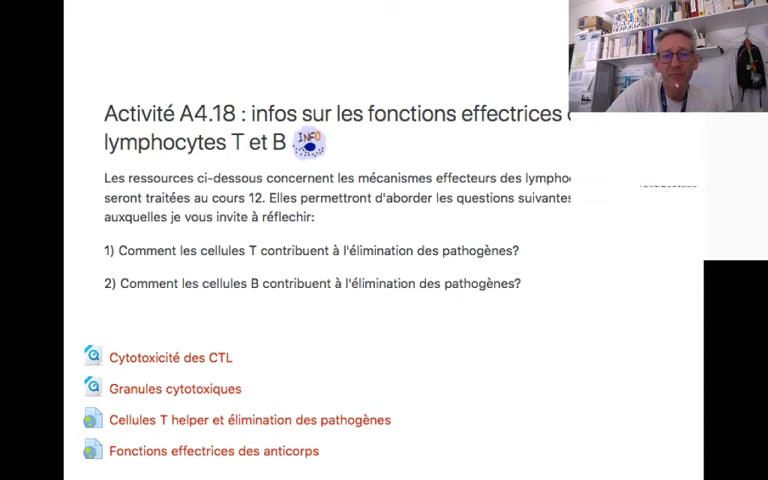 Activité A4.18 : infos sur les fonctions effectrices
lymphocytes T et B INFO
Les ressources ci-dessous concernent les mécanismes effecteurs des
seront traitées au cours 12. Elles permettront d'aborder les questions suivantes
auxquelles je vous invite à réflechir:
1) Comment les cellules T contribuent à l'élimination des pathogènes?
2) Comment les cellules B contribuent à l'élimination des pathogènes?
Cytotoxicité des CTL
Granules cytotoxiques
Cellules T helper et élimination des pathogènes
Fonctions effectrices des anticorps